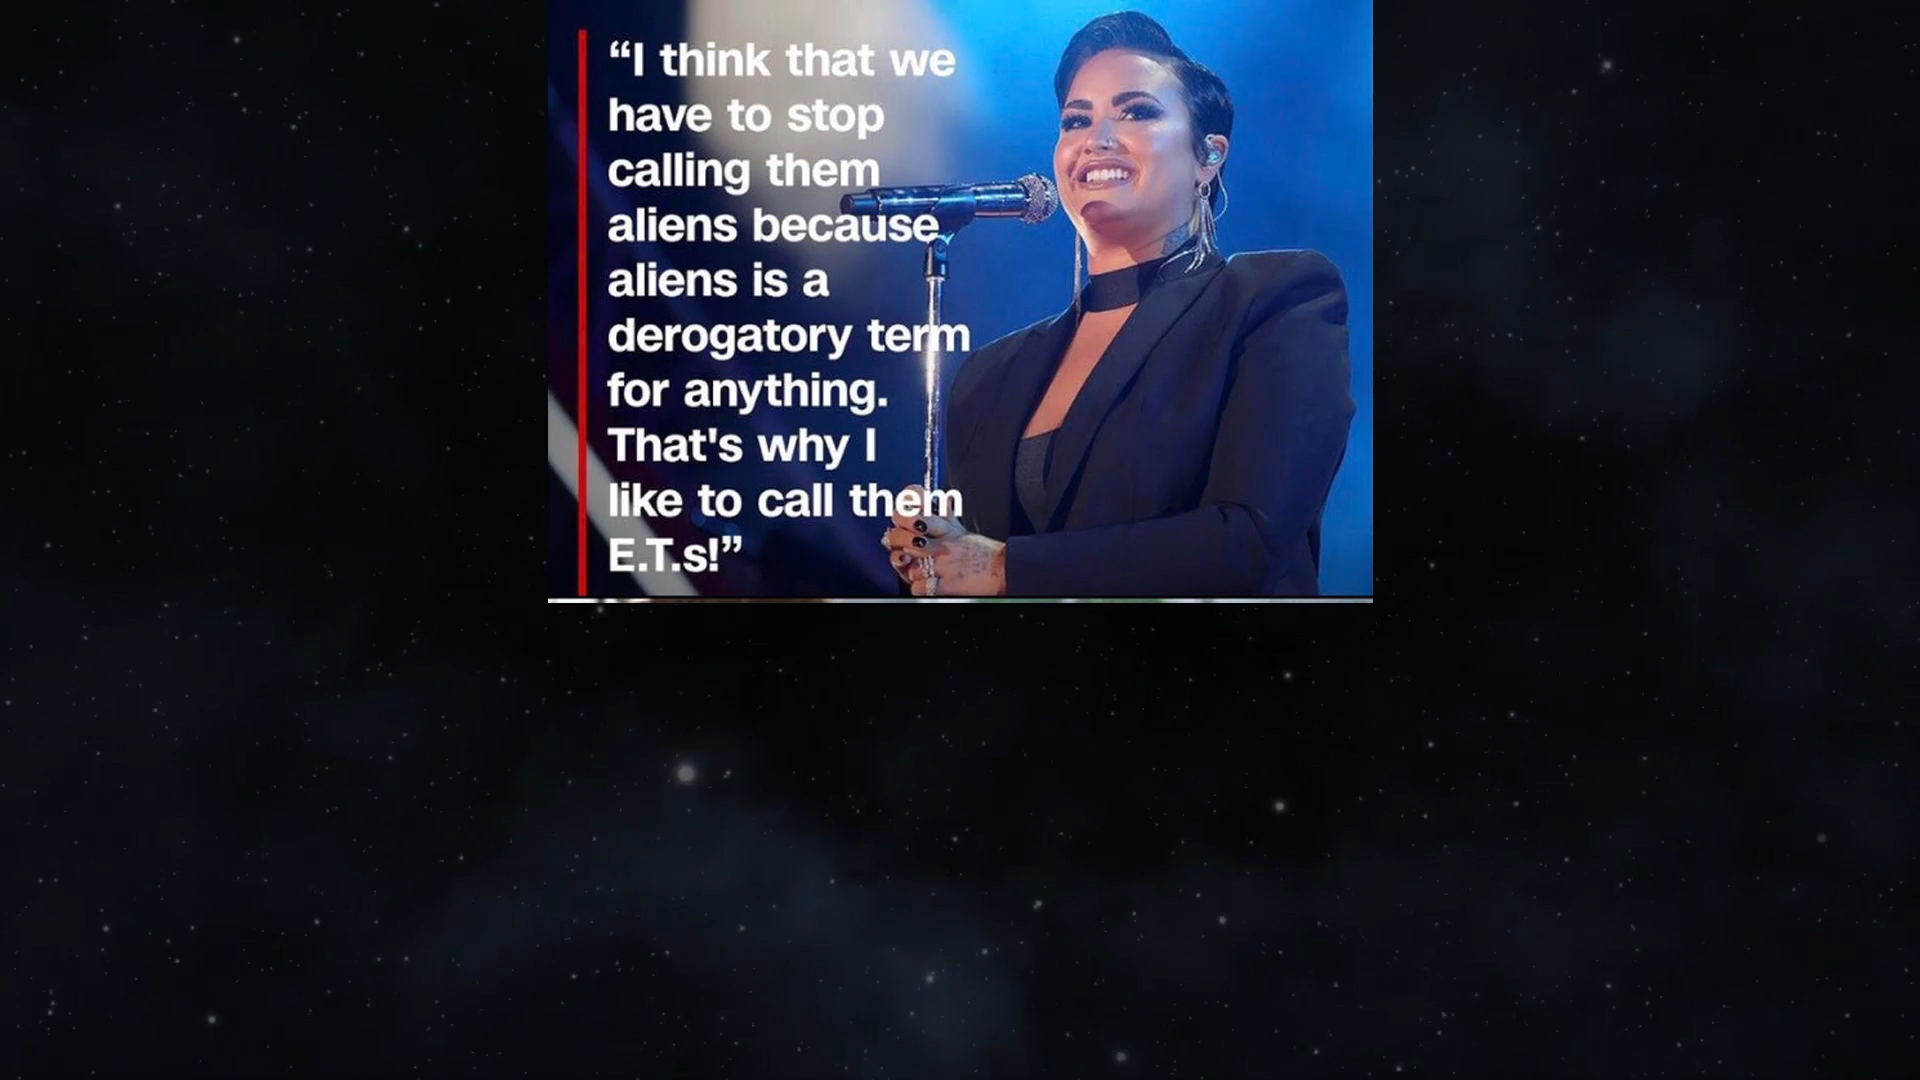 “I think that we
have to stop
calling them
aliens because
aliens is a
derogatory term
for anything.
That's why I
like to call them
E.T.s!”